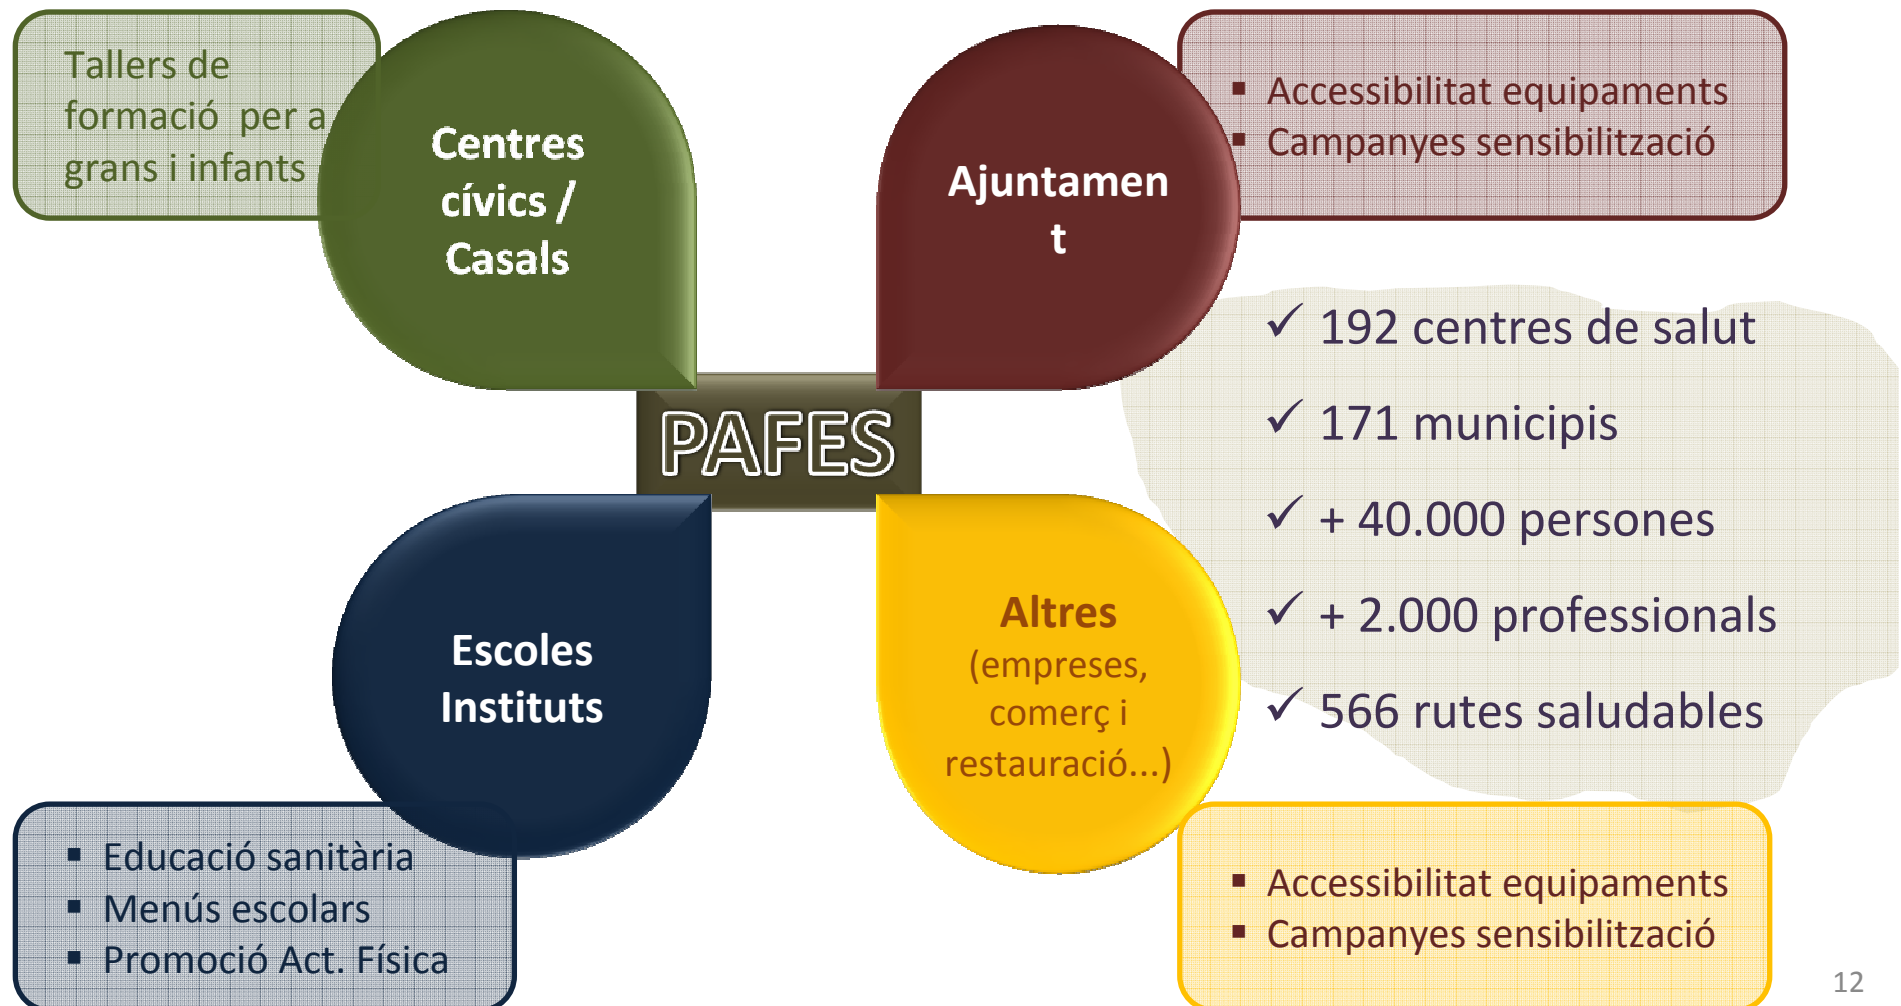 Tallers de
formació per a
grans i infants
Centres
cívics /
Casals
Ajuntamen
t
▪ Accessibilitat equipaments
▪ Campanyes sensibilització
PAFES
✓ 192 centres de salut
✓ 171 municipis
✓ + 40.000 persones
✓ + 2.000 professionals
✓ 566 rutes saludables
Escoles
Instituts
Altres
(empreses,
comerç i
restauració...)
▪ Educació sanitària
▪ Menús escolars
▪ Promoció Act. Física
▪ Accessibilitat equipaments
▪ Campanyes sensibilització
12